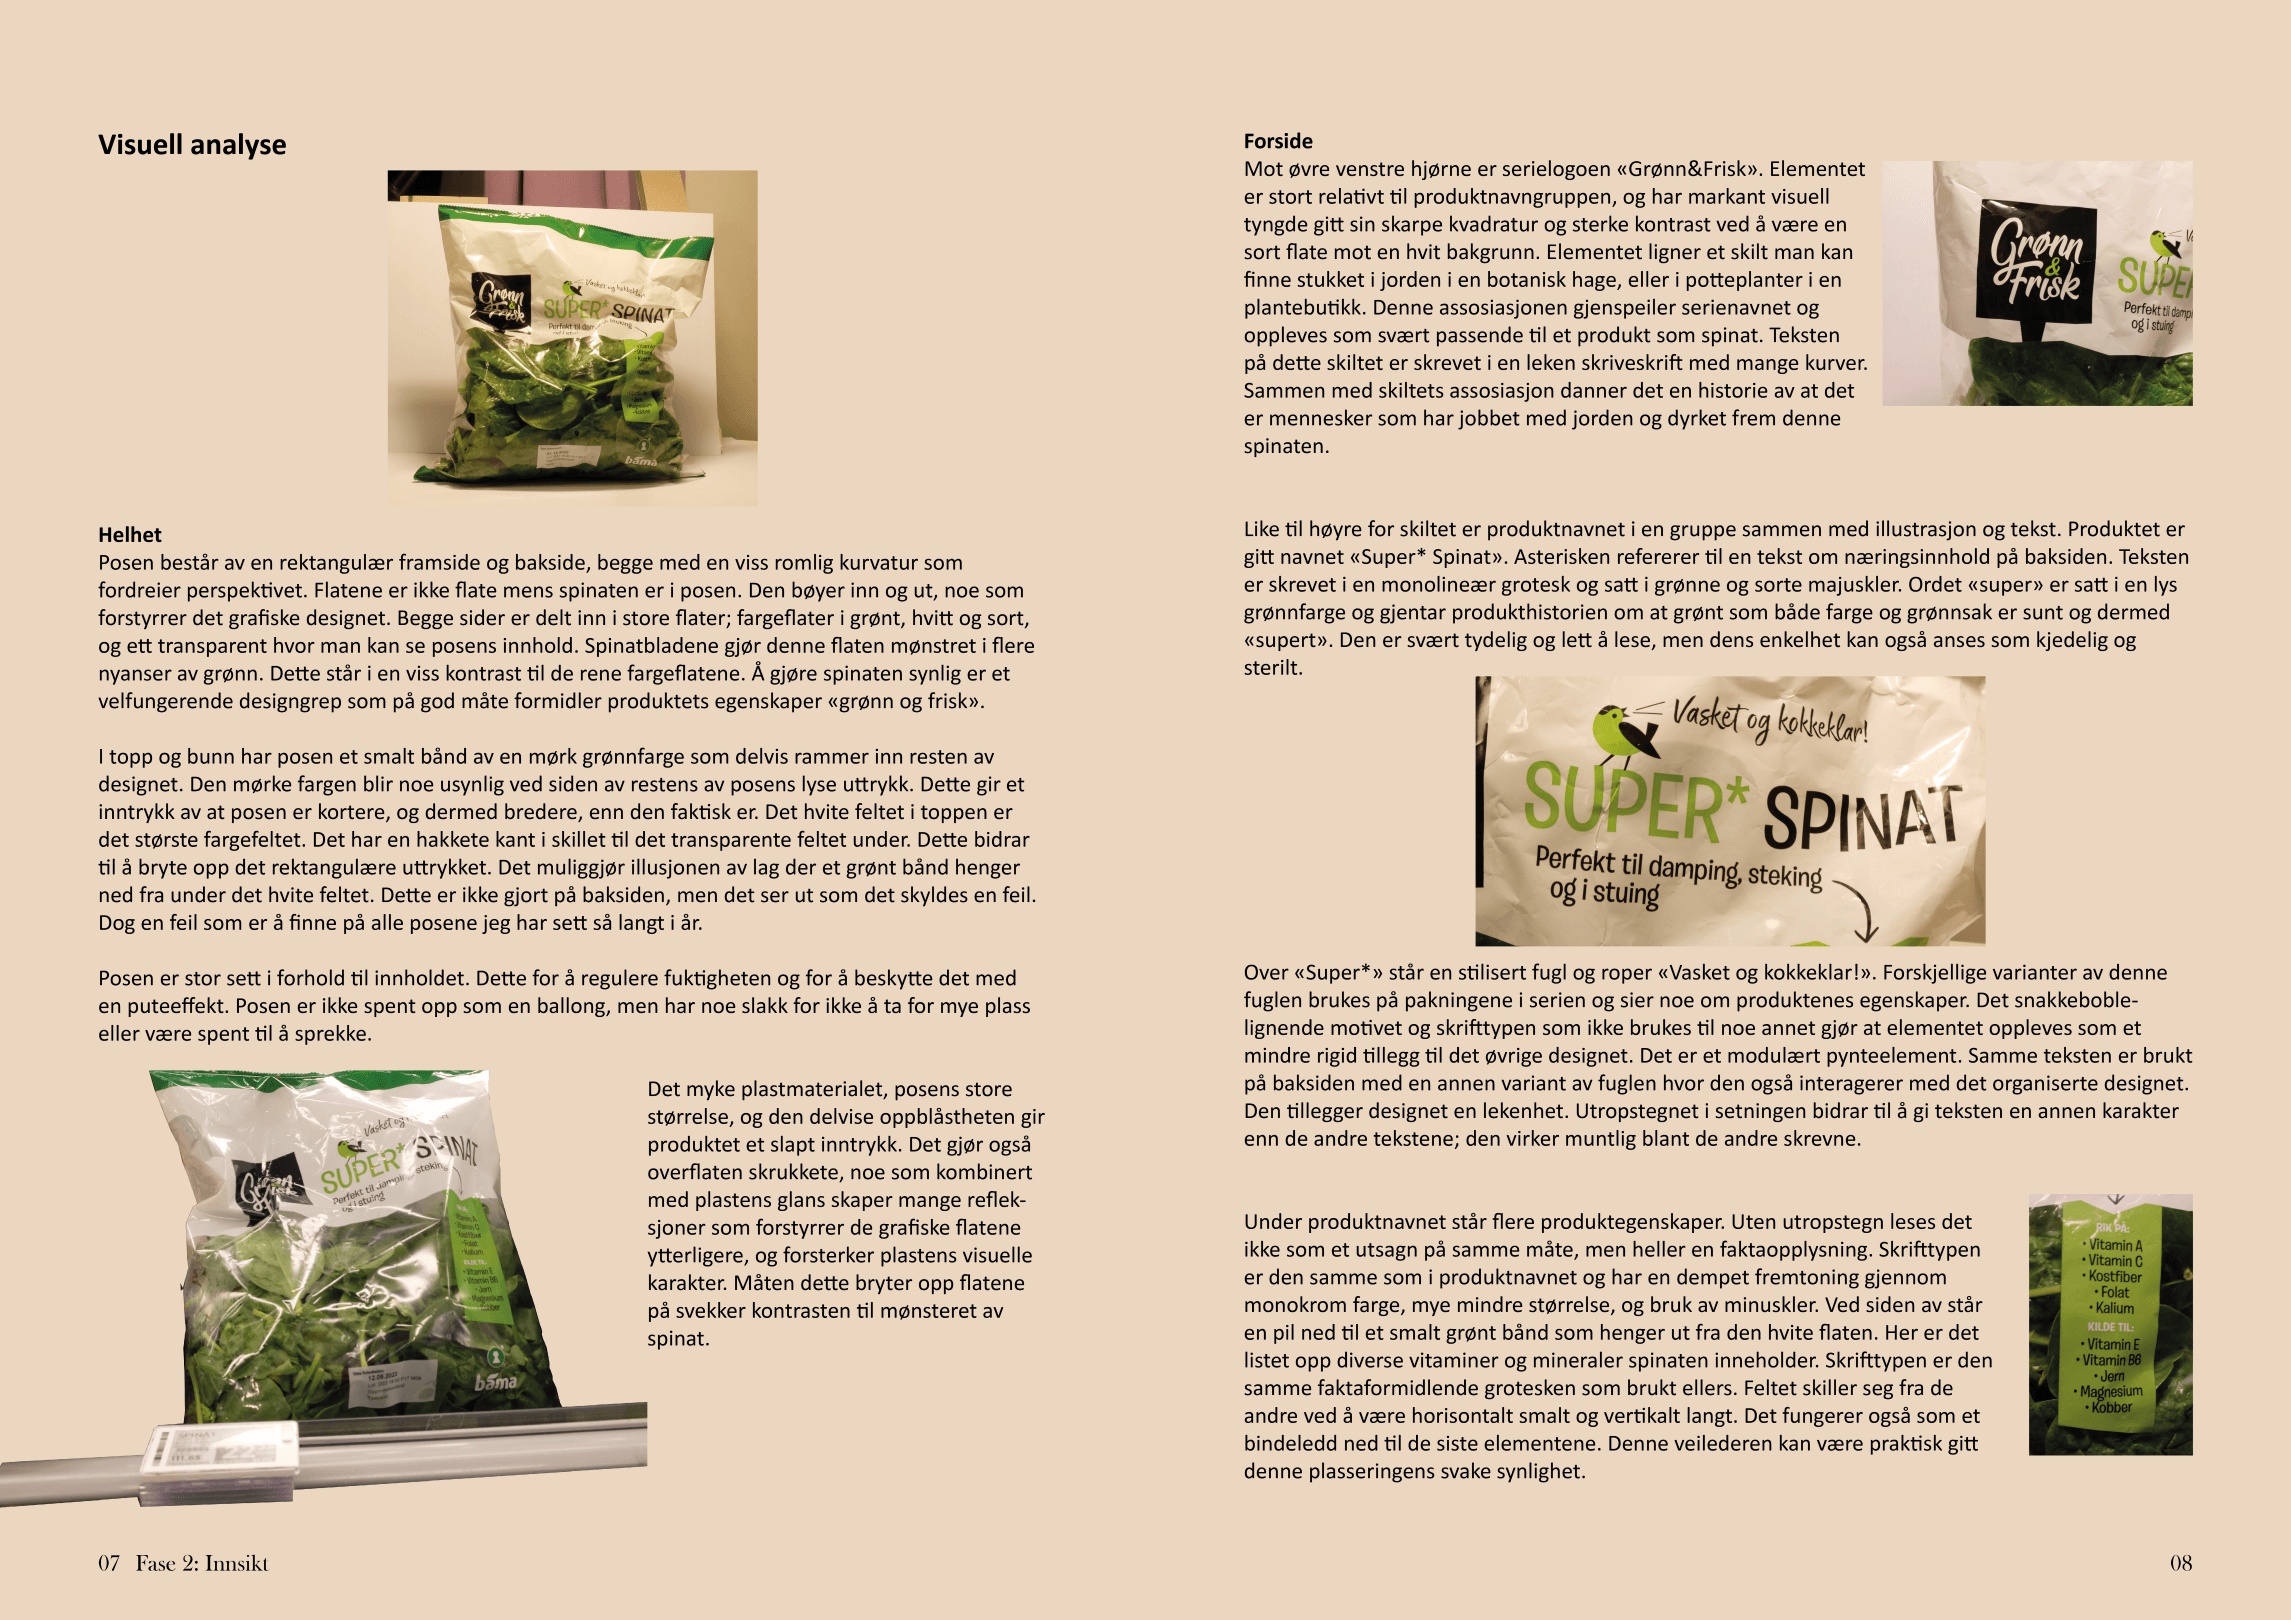 Visuell analyse
Grønn
&
Frisk
Vasket og kokkeklar!
SUPER* SPINAT
Perfekt til
bama
Helhet
Posen består av en rektangulær framside og bakside, begge med en viss romlig kurvatur som
fordreier perspektivet. Flatene er ikke flate mens spinaten er i posen. Den bøyer inn og ut, noe som
forstyrrer det grafiske designet. Begge sider er delt inn i store flater; fargeflater i grønt, hvitt og sort,
og ett transparent hvor man kan se posens innhold. Spinatbladene gjør denne flaten mønstret i flere
nyanser av grønn. Dette står i en viss kontrast til de rene fargeflatene. Å gjøre spinaten synlig er et
velfungerende designgrep som på god måte formidler produktets egenskaper «grønn og frisk».
I topp og bunn har posen et smalt bånd av en mørk grønnfarge som delvis rammer inn resten av
designet. Den mørke fargen blir noe usynlig ved siden av restens av posens lyse uttrykk. Dette gir et
inntrykk av at posen er kortere, og dermed bredere, enn den faktisk er. Det hvite feltet i toppen er
det største fargefeltet. Det har en hakkete kant i skillet til det transparente feltet under. Dette bidrar
til å bryte opp det rektangulære uttrykket. Det muliggjør illusjonen av lag der et grønt bånd henger
ned fra under det hvite feltet. Dette er ikke gjort på baksiden, men det ser ut som det skyldes en feil.
Dog en feil som er å finne på alle posene jeg har sett så langt i år.
Posen er stor sett i forhold til innholdet. Dette for å regulere fuktigheten og for å beskytte det med
en puteeffekt. Posen er ikke spent opp som en ballong, men har noe slakk for ikke å ta for mye plass
eller være spent til å sprekke.
Vasket og
SUPER* SPINAT
Perfekt til damping, steking
og i stuing
Vitamin E
Vitamin B6
Jern
Magnesium
Kobber
12.06.2022
bama
SPINAT
22
Det myke plastmaterialet, posens store
størrelse, og den delvise oppblåstheten gir
produktet et slapt inntrykk. Det gjør også
overflaten skrukkete, noe som kombinert
med plastens glans skaper mange reflek-
sjoner som forstyrrer de grafiske flatene
ytterligere, og forsterker plastens visuelle
karakter. Måten dette bryter opp flatene
på svekker kontrasten til mønsteret av
spinat.
07 Fase 2: Innsikt
Forside
Mot øvre venstre hjørne er serielogoen «Grønn&Frisk». Elementet
er stort relativt til produktnavngruppen, og har markant visuell
tyngde gitt sin skarpe kvadratur og sterke kontrast ved å være en
sort flate mot en hvit bakgrunn. Elementet ligner et skilt man kan
finne stukket i jorden i en botanisk hage, eller i potteplanter i en
plantebutikk. Denne assosiasjonen gjenspeiler serienavnet og
oppleves som svært passende til et produkt som spinat. Teksten
på dette skiltet er skrevet i en leken skriveskrift med mange kurver.
Sammen med skiltets assosiasjon danner det en historie av at det
er mennesker som har jobbet med jorden og dyrket frem denne
spinaten.
Grønn
&
Frisk
SUPER
Perfekt til damp
og i stuing
Like til høyre for skiltet er produktnavnet i en gruppe sammen med illustrasjon og tekst. Produktet er
gitt navnet «Super* Spinat». Asterisken refererer til en tekst om næringsinnhold på baksiden. Teksten
er skrevet i en monolineær grotesk og satt i grønne og sorte majuskler. Ordet «super» er satt i en lys
grønnfarge og gjentar produkthistorien om at grønt som både farge og grønnsak er sunt og dermed
«supert». Den er svært tydelig og lett å lese, men dens enkelhet kan også anses som kjedelig og
sterilt.
Vasket og kokkeklar!
SUPER* SPINAT
Perfekt til damping, steking
og i stuing
Over «Super*» står en stilisert fugl og roper «Vasket og kokkeklar!». Forskjellige varianter av denne
fuglen brukes på pakningene i serien og sier noe om produktenes egenskaper. Det snakkeboble-
lignende motivet og skrifttypen som ikke brukes til noe annet gjør at elementet oppleves som et
mindre rigid tillegg til det øvrige designet. Det er et modulært pynteelement. Samme teksten er brukt
på baksiden med en annen variant av fuglen hvor den også interagerer med det organiserte designet.
Den tillegger designet en lekenhet. Utropstegnet i setningen bidrar til å gi teksten en annen karakter
enn de andre tekstene; den virker muntlig blant de andre skrevne.
Under produktnavnet står flere produktegenskaper. Uten utropstegn leses det
ikke som et utsagn på samme måte, men heller en faktaopplysning. Skrifttypen
er den samme som i produktnavnet og har en dempet fremtoning gjennom
monokrom farge, mye mindre størrelse, og bruk av minuskler. Ved siden av står
en pil ned til et smalt grønt bånd som henger ut fra den hvite flaten. Her er det
listet opp diverse vitaminer og mineraler spinaten inneholder. Skrifttypen er den
samme faktaformidlende grotesken som brukt ellers. Feltet skiller seg fra de
andre ved å være horisontalt smalt og vertikalt langt. Det fungerer også som et
bindeledd ned til de siste elementene. Denne veilederen kan være praktisk gitt
denne plasseringens svake synlighet.
RIK PÅ:
• Vitamin A
• Vitamin C
• Kostfiber
• Folat
• Kalium
KILDE TIL:
• Vitamin E
• Vitamin B6
• Jern
• Magnesium
• Kobber
08